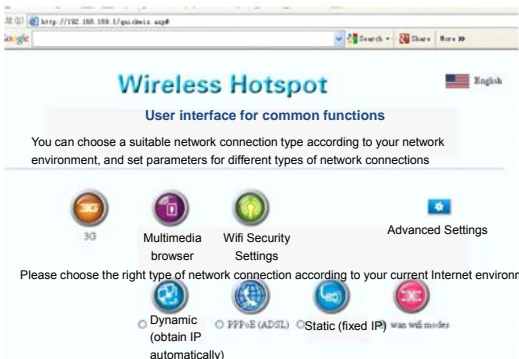 http://192.168.169.1/quickwiz.asp#
Google Search Share More >>
Wireless Hotspot
English
User interface for common functions
You can choose a suitable network connection type according to your network
environment, and set parameters for different types of network connections
3G
Multimedia
browser
Wifi Security
Settings
Advanced Settings
Please choose the right type of network connection according to your current Internet environm
Dynamic
(obtain IP
automatically)
PPPoE (ADSL)
Static (fixed IP)
wan wifi modes